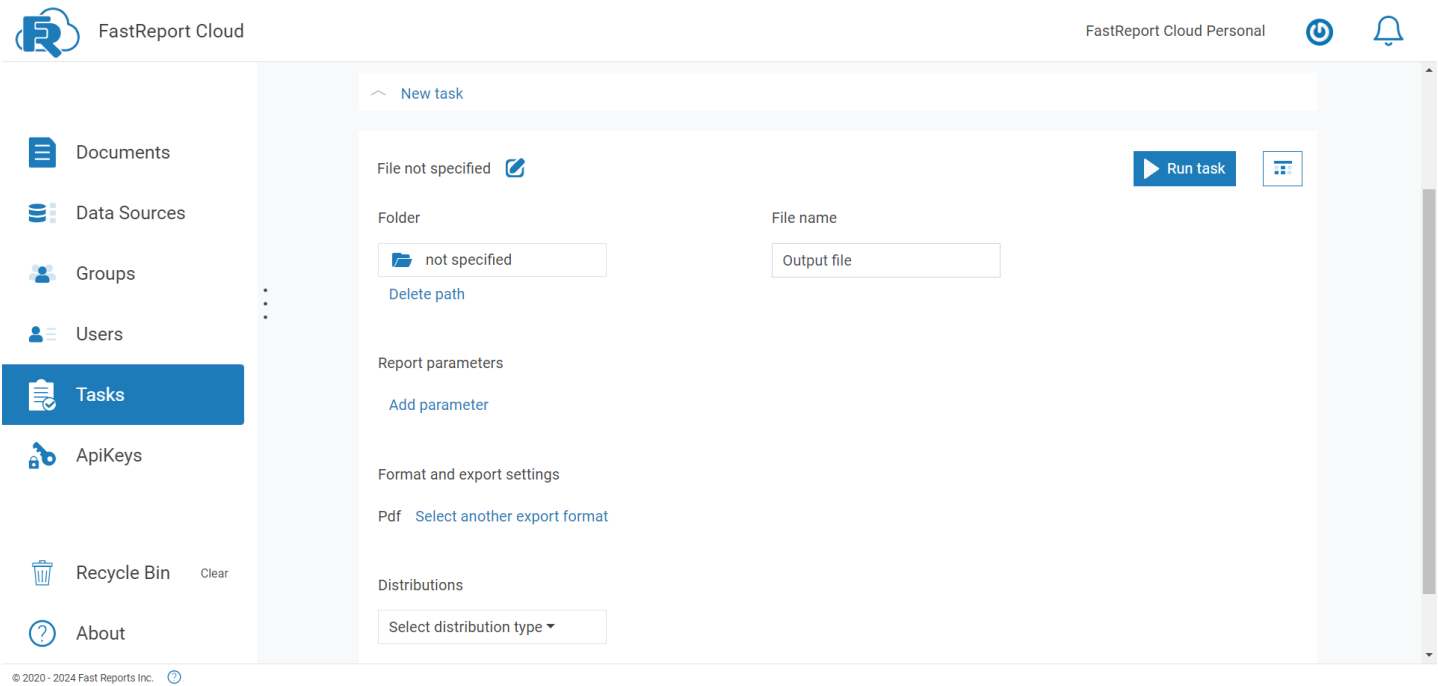 FastReport Cloud
FastReport Cloud Personal
Documents
Data Sources
Groups
Users
Tasks
ApiKeys
Recycle Bin Clear
About
New task
File not specified
Run task
Folder
File name
not specified
Output file
Delete path
Report parameters
Add parameter
Format and export settings
Pdf Select another export format
Distributions
Select distribution type
© 2020 - 2024 Fast Reports Inc.